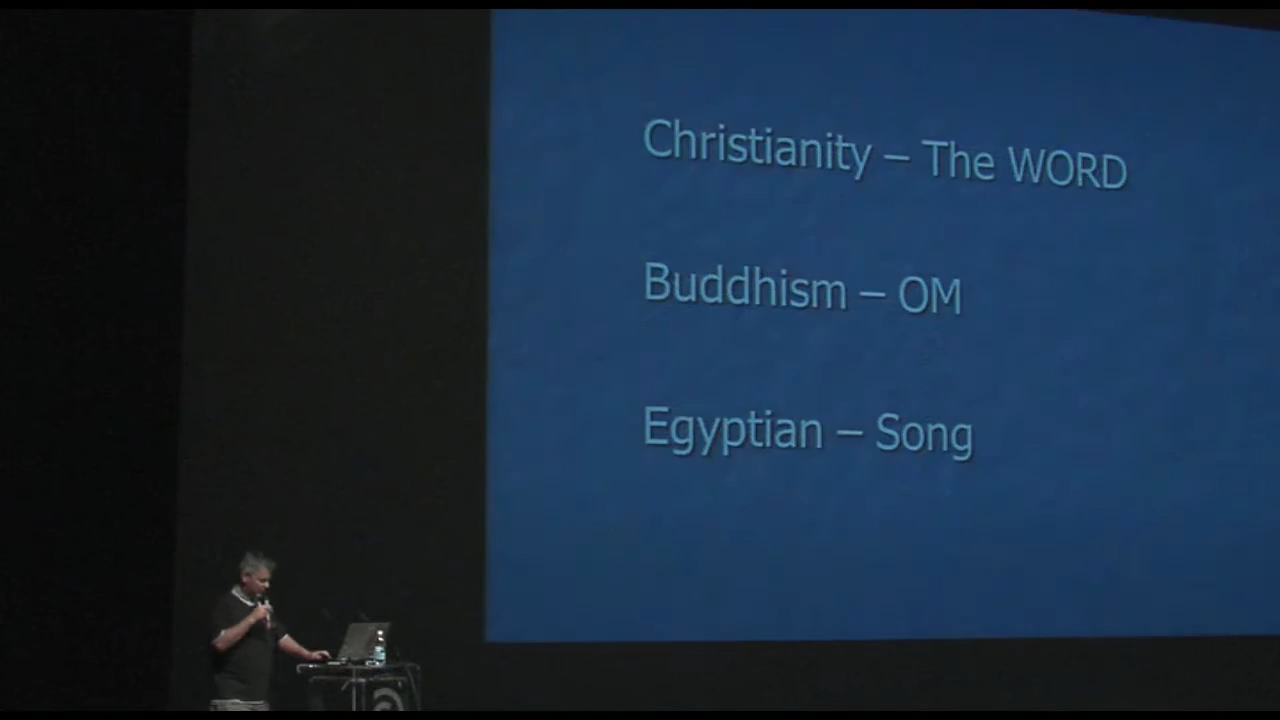 Christianity – The WORD
Buddhism – OM
Egyptian – Song